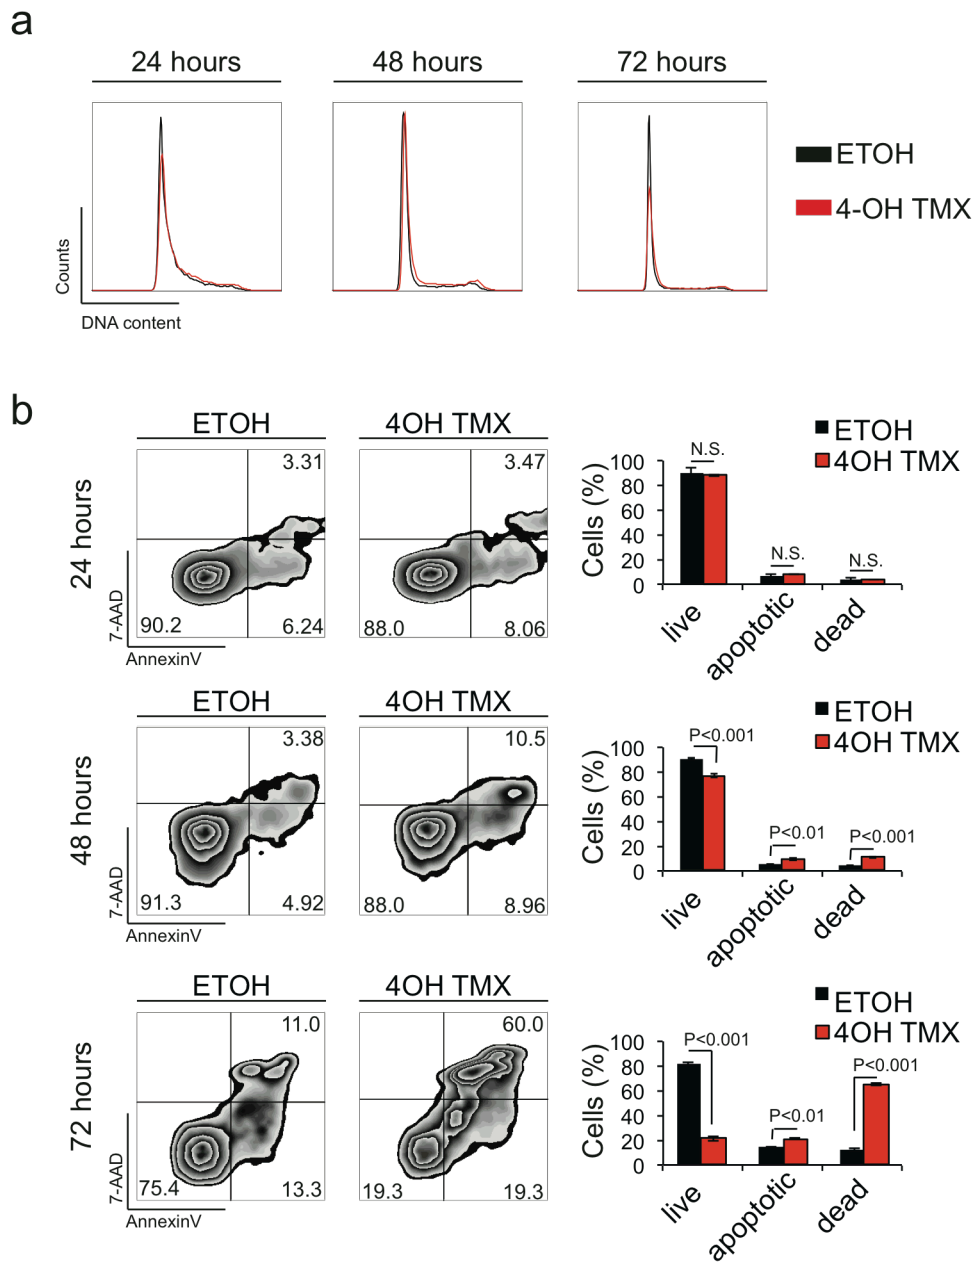 a
24 hours
48 hours
72 hours
ETOH
4-OH TMX
Counts
DNA content
b
ETOH
4OH TMX
24 hours
3.31
90.2
6.24
3.47
88.0
8.06
7-AAD
AnnexinV
ETOH
4OH TMX
Cells (%)
100
80
60
40
20
0
N.S.
N.S.
N.S.
live
apoptotic
dead
ETOH
4OH TMX
48 hours
3.38
91.3
4.92
10.5
88.0
8.96
7-AAD
AnnexinV
ETOH
4OH TMX
Cells (%)
100
80
60
40
20
0
P<0.001
P<0.01
P<0.001
live
apoptotic
dead
ETOH
4OH TMX
72 hours
11.0
75.4
13.3
60.0
19.3
19.3
7-AAD
AnnexinV
ETOH
4OH TMX
Cells (%)
100
80
60
40
20
0
P<0.001
P<0.01
P<0.001
live
apoptotic
dead